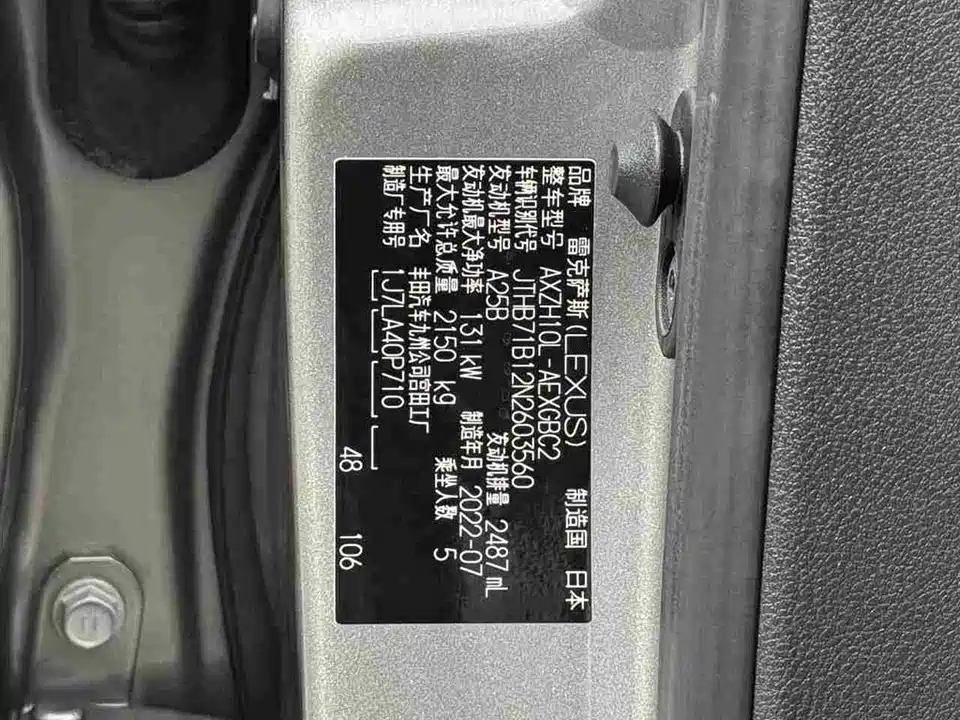 品牌 雷克萨斯(LEXUS) 制造国 日本
整车型号 AXZH10L-AEXGBC2
车辆识别代号 JTHB71B12N2603560
发动机型号 A25B 发动机排量 2487 mL
发动机最大净功率 131 kW 制造年月 2022-07
最大允许总质量 2150 kg 乘坐人数 5
生产厂名 丰田汽车九州公司宫田工厂
制造厂专用号 1J7LA40P710 48 106